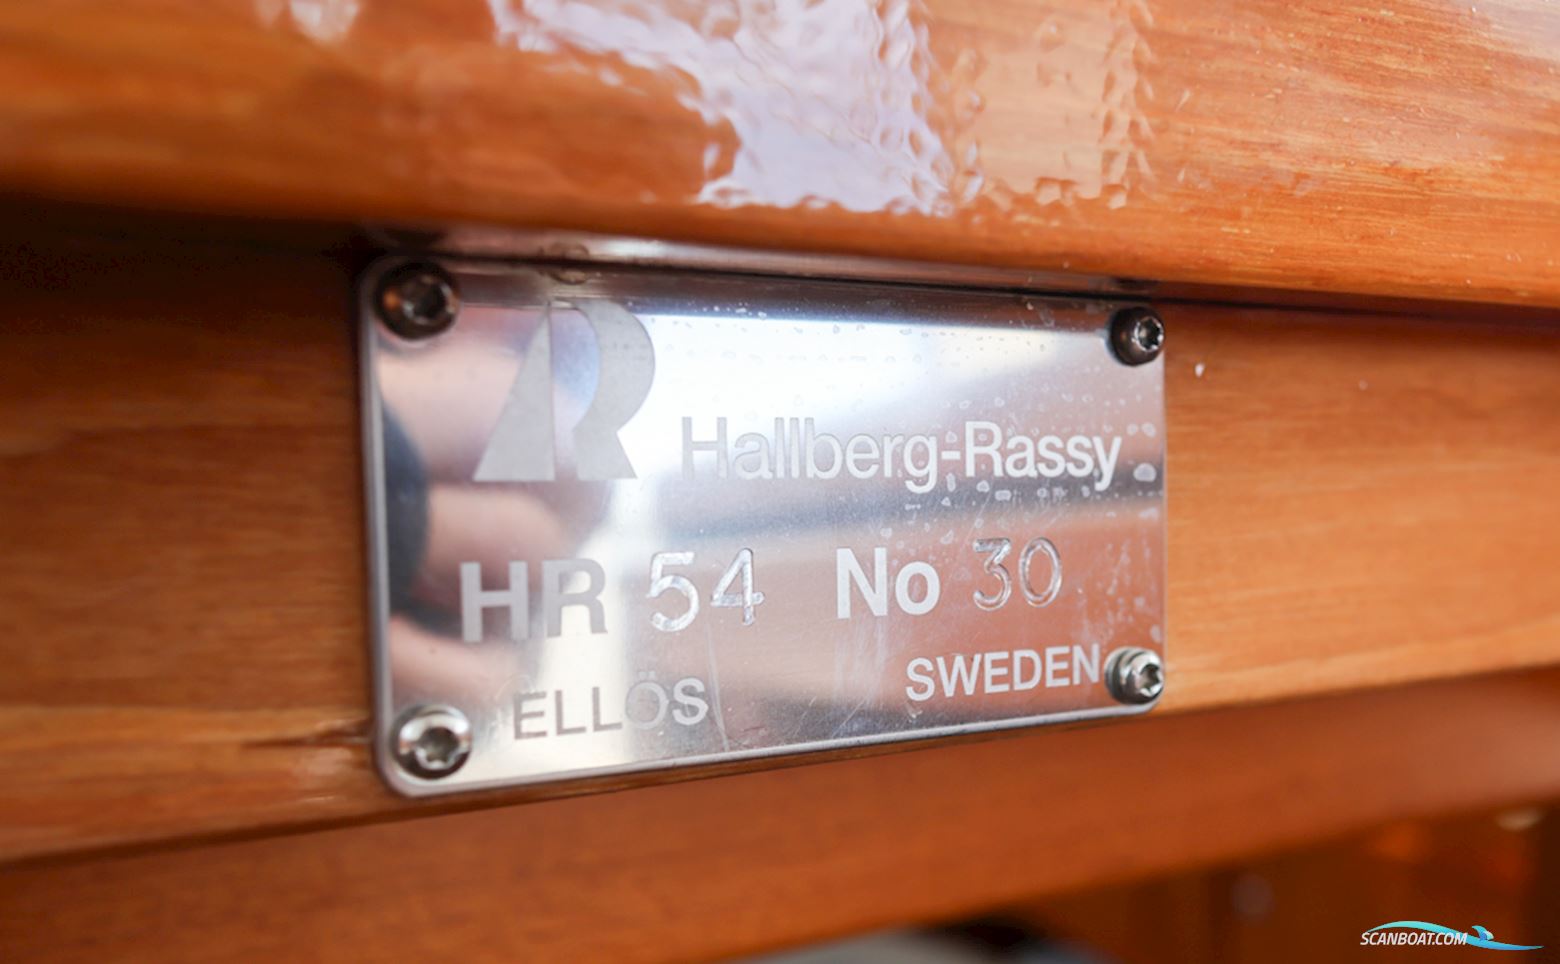 Hallberg-Rassy
HR 54 No 30
ELLÖS SWEDEN
SCANBOAT.COM